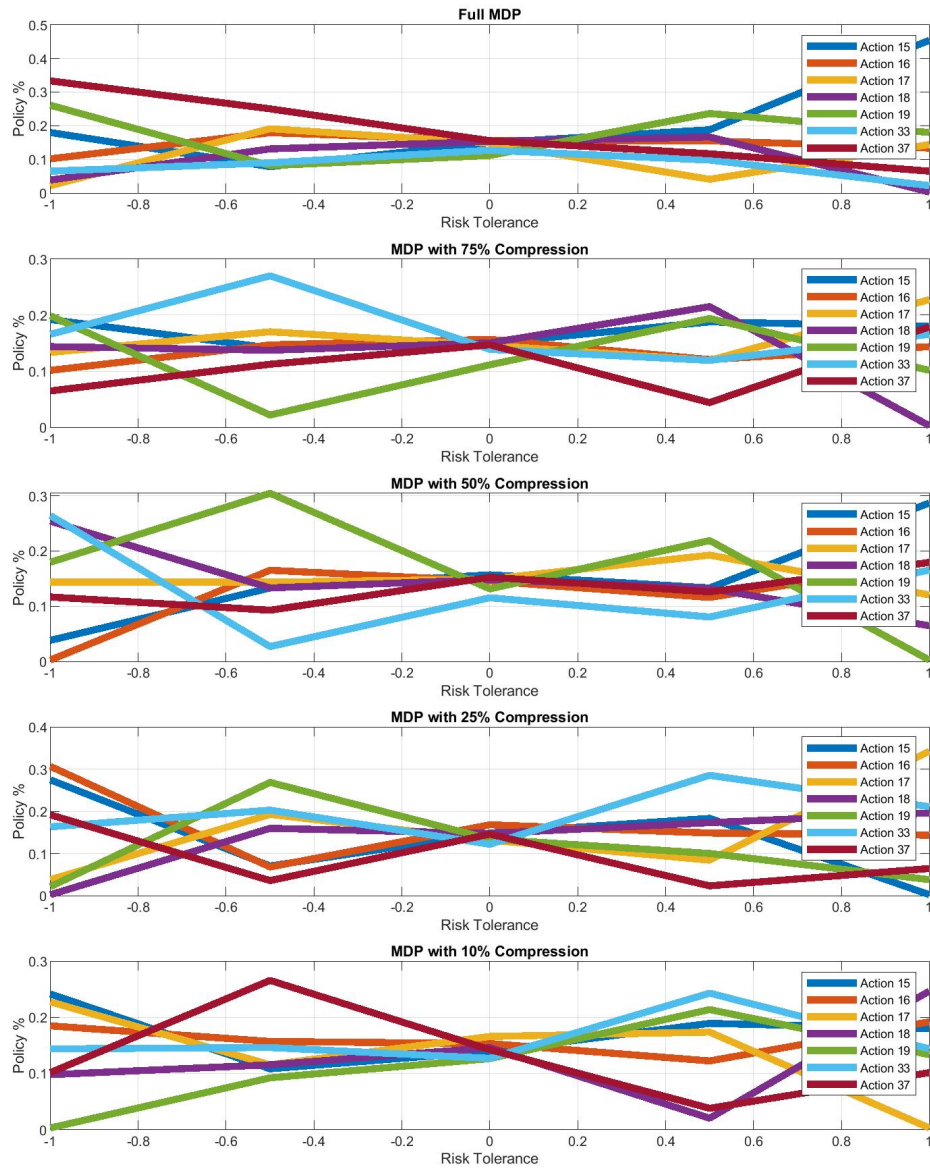 Full MDP
0.5
0.4
0.3
0.2
0.1
0
Policy %
-1 -0.8 -0.6 -0.4 -0.2 0 0.2 0.4 0.6 0.8 1
Risk Tolerance
Action 15
Action 16
Action 17
Action 18
Action 19
Action 33
Action 37
MDP with 75% Compression
0.3
0.2
0.1
0
Policy %
-1 -0.8 -0.6 -0.4 -0.2 0 0.2 0.4 0.6 0.8 1
Risk Tolerance
Action 15
Action 16
Action 17
Action 18
Action 19
Action 33
Action 37
MDP with 50% Compression
0.3
0.2
0.1
0
Policy %
-1 -0.8 -0.6 -0.4 -0.2 0 0.2 0.4 0.6 0.8 1
Risk Tolerance
Action 15
Action 16
Action 17
Action 18
Action 19
Action 33
Action 37
MDP with 25% Compression
0.4
0.3
0.2
0.1
0
Policy %
-1 -0.8 -0.6 -0.4 -0.2 0 0.2 0.4 0.6 0.8 1
Risk Tolerance
Action 15
Action 16
Action 17
Action 18
Action 19
Action 33
Action 37
MDP with 10% Compression
0.3
0.2
0.1
0
Policy %
-1 -0.8 -0.6 -0.4 -0.2 0 0.2 0.4 0.6 0.8 1
Risk Tolerance
Action 15
Action 16
Action 17
Action 18
Action 19
Action 33
Action 37